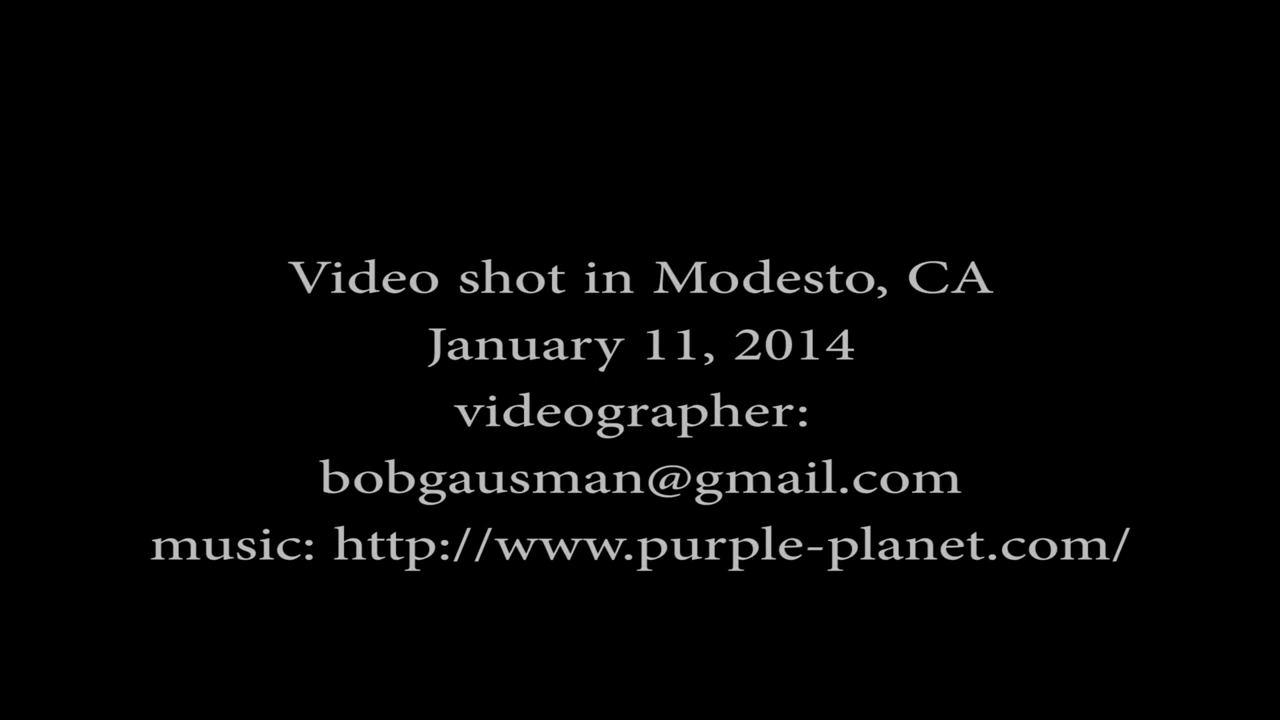 Video shot in Modesto, CA
January 11, 2014
videographer:
bobgausman@gmail.com
music: http://www.purple-planet.com/